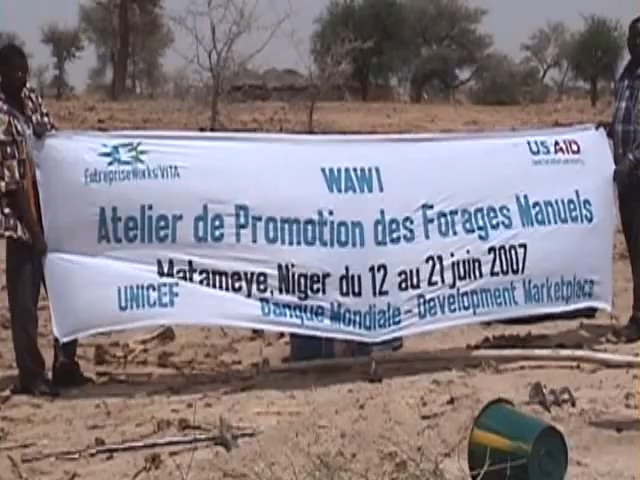 EntrepriseWorks/VITA
USAID
WAWI
Atelier de Promotion des Forages Manuels
Matameye, Niger du 12 au 21 juin 2007
UNICEF
Banque Mondiale - Development Marketplace